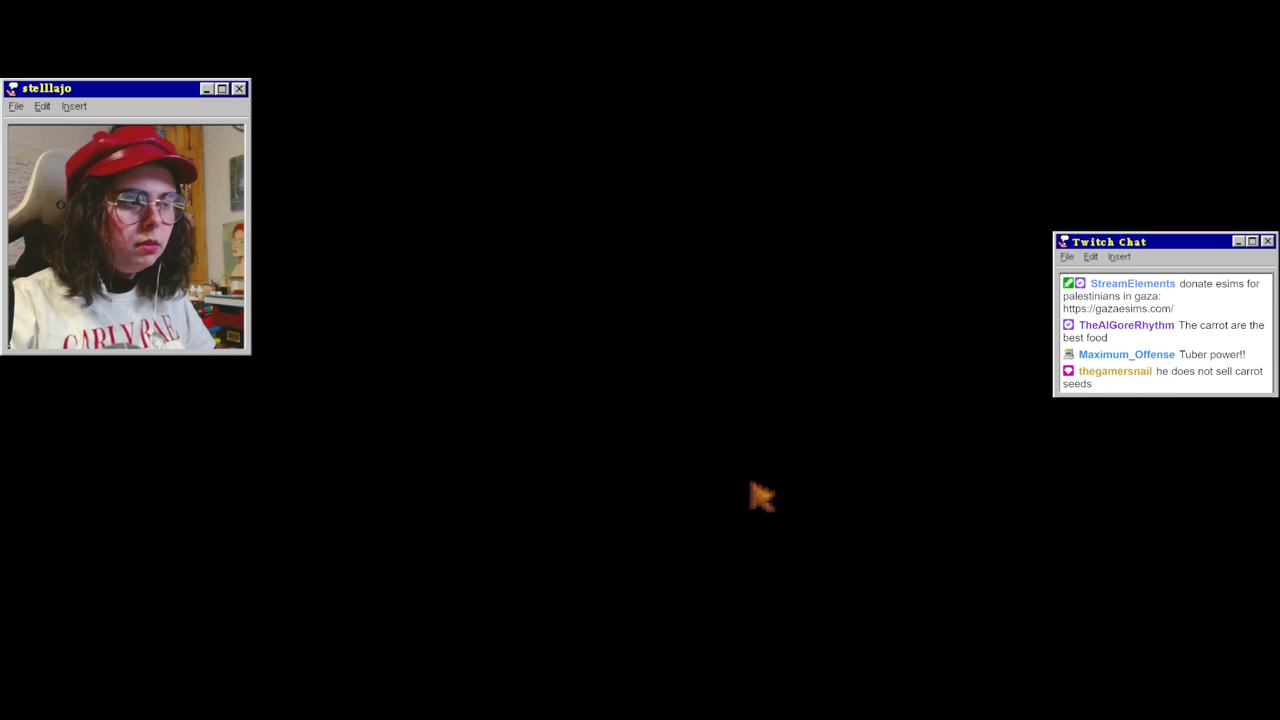 stelllajo
File Edit Insert
CARLY RAE
Twitch Chat
File Edit Insert
StreamElements donate esims for
palestinians in gaza:
https://gazaesims.com/
TheAlGoreRhythm The carrot are the
best food
Maximum_Offense Tuber power!!
thegamersnail he does not sell carrot
seeds